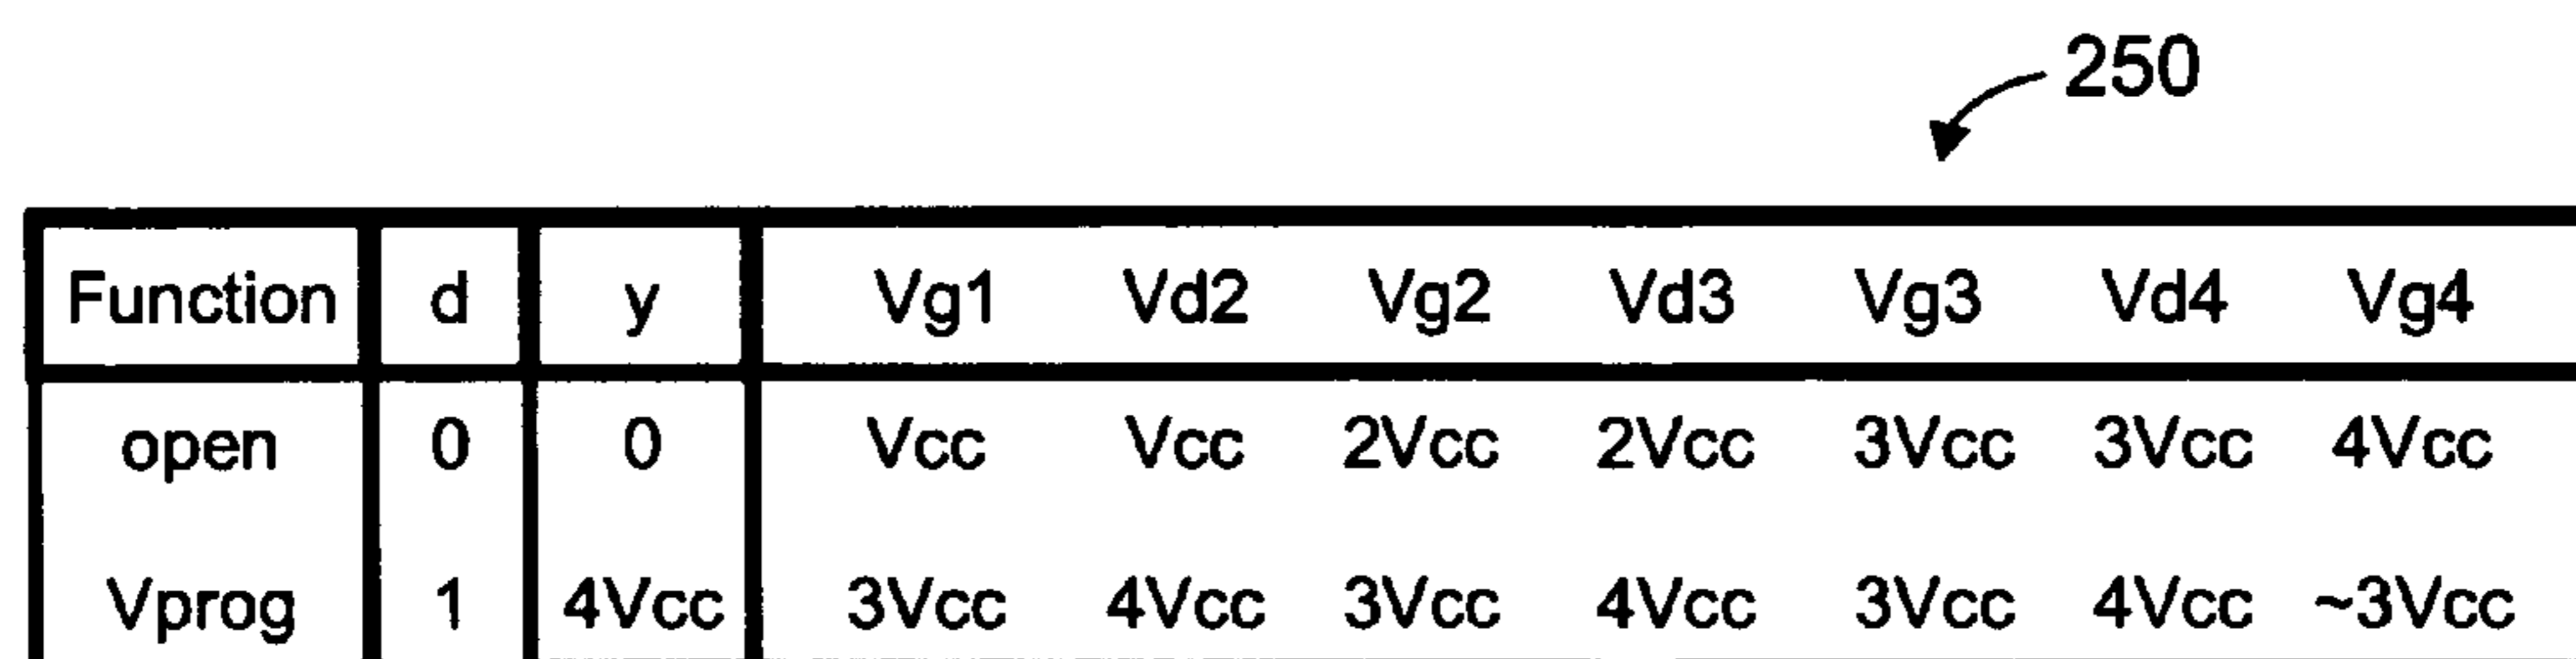 250
Function d y Vg1 Vd2 Vg2 Vd3 Vg3 Vd4 Vg4
open 0 0 Vcc Vcc 2Vcc 2Vcc 3Vcc 3Vcc 4Vcc
Vprog 1 4Vcc 3Vcc 4Vcc 3Vcc 4Vcc 3Vcc 4Vcc ~3Vcc